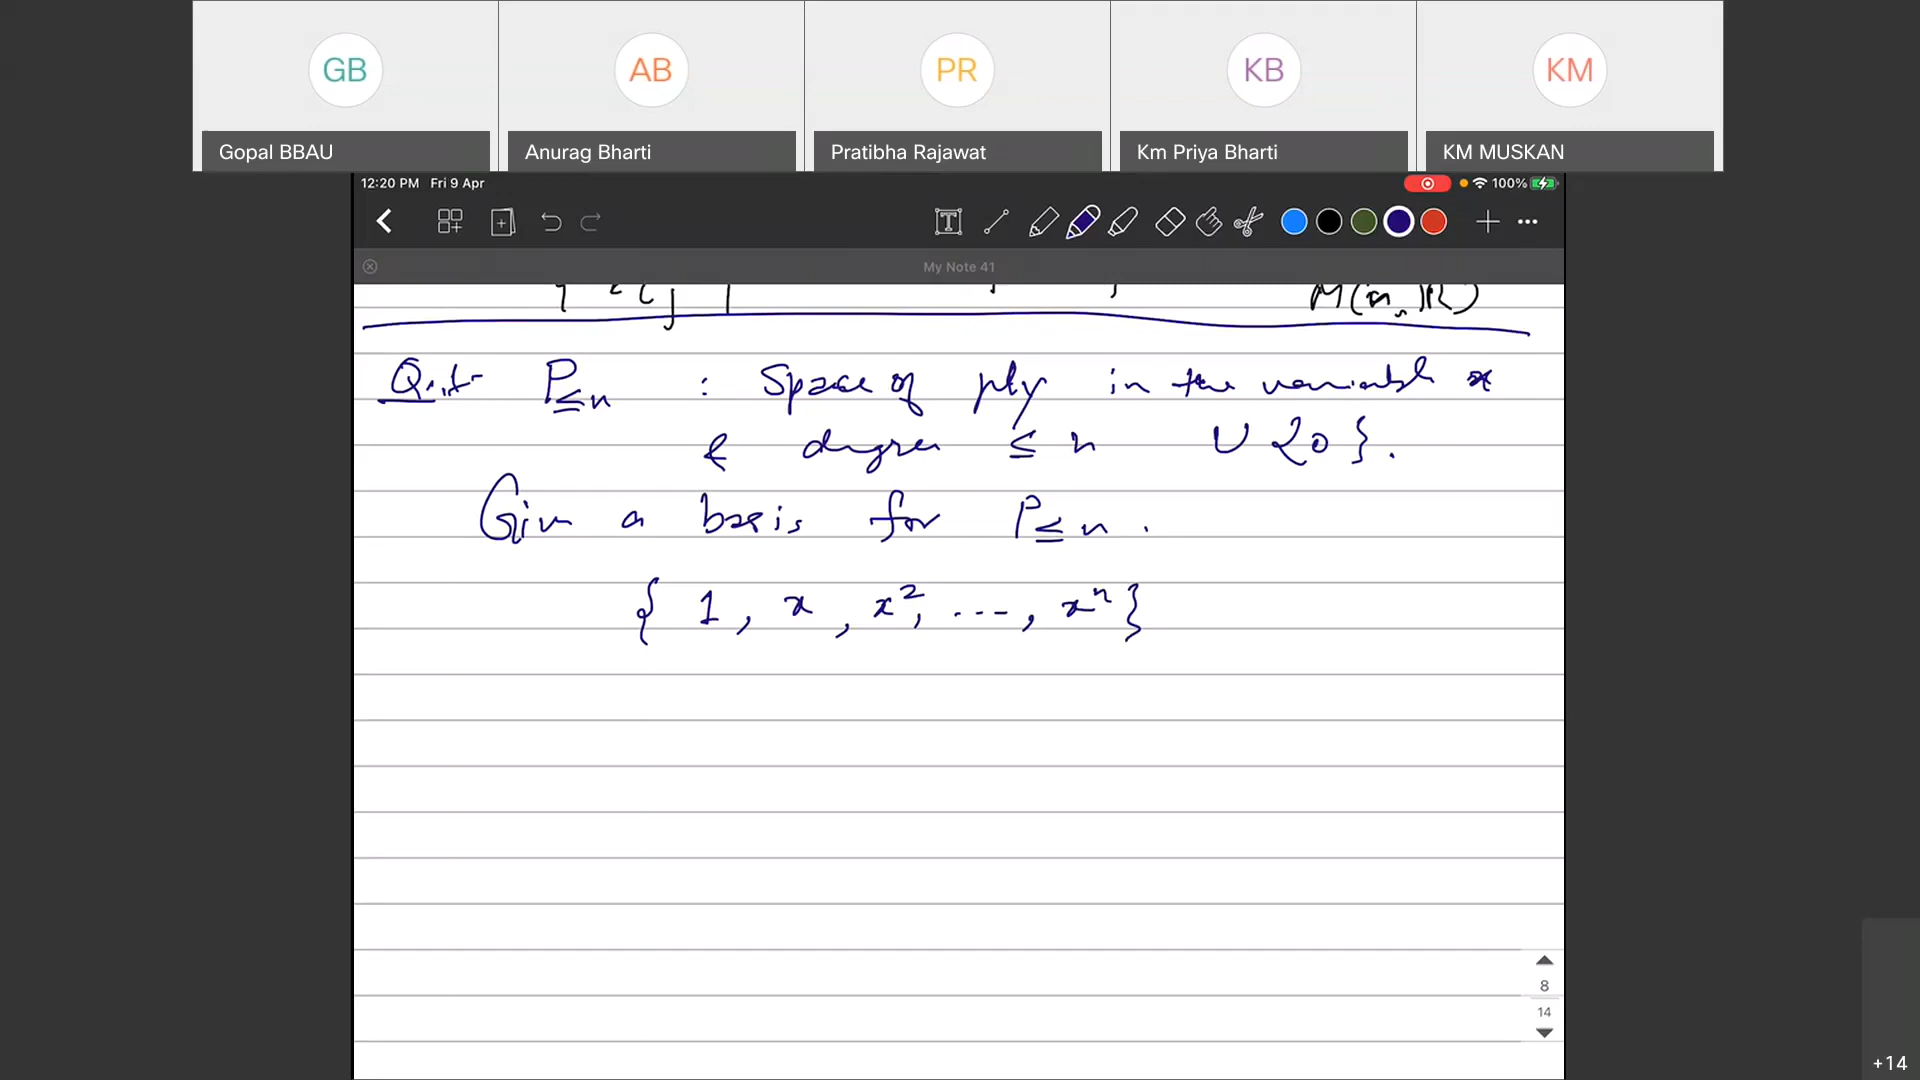 GB AB PR KB KM
Gopal BBAU Anurag Bharti Pratibha Rajawat Km Priya Bharti KM MUSKAN
12:20 PM Fri 9 Apr 100%
My Note 41
M(n, ℝ)
P≤n : Space of ply in the variable x
& degree ≤ n ∪ {0}.
Give a basis for P≤n.
{ 1, x, x², ..., xⁿ }
8
14
+14